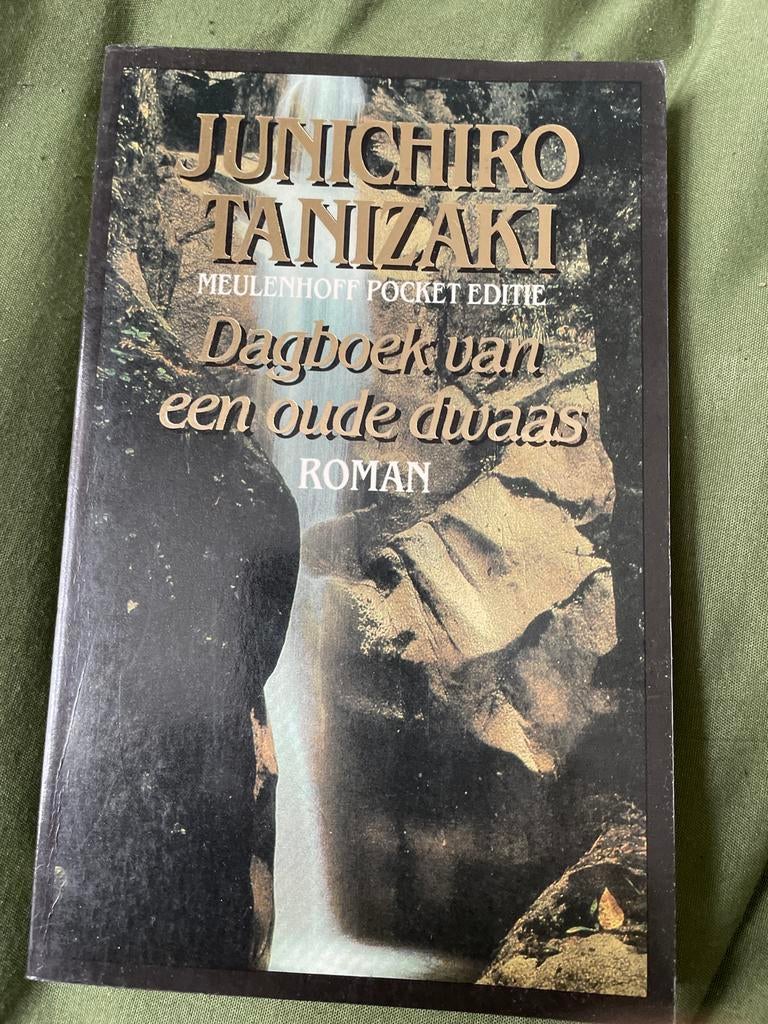 JUNICHIRO
TANIZAKI
MEULENHOFF POCKET EDITIE
Dagboek van
een oude dwaas
ROMAN